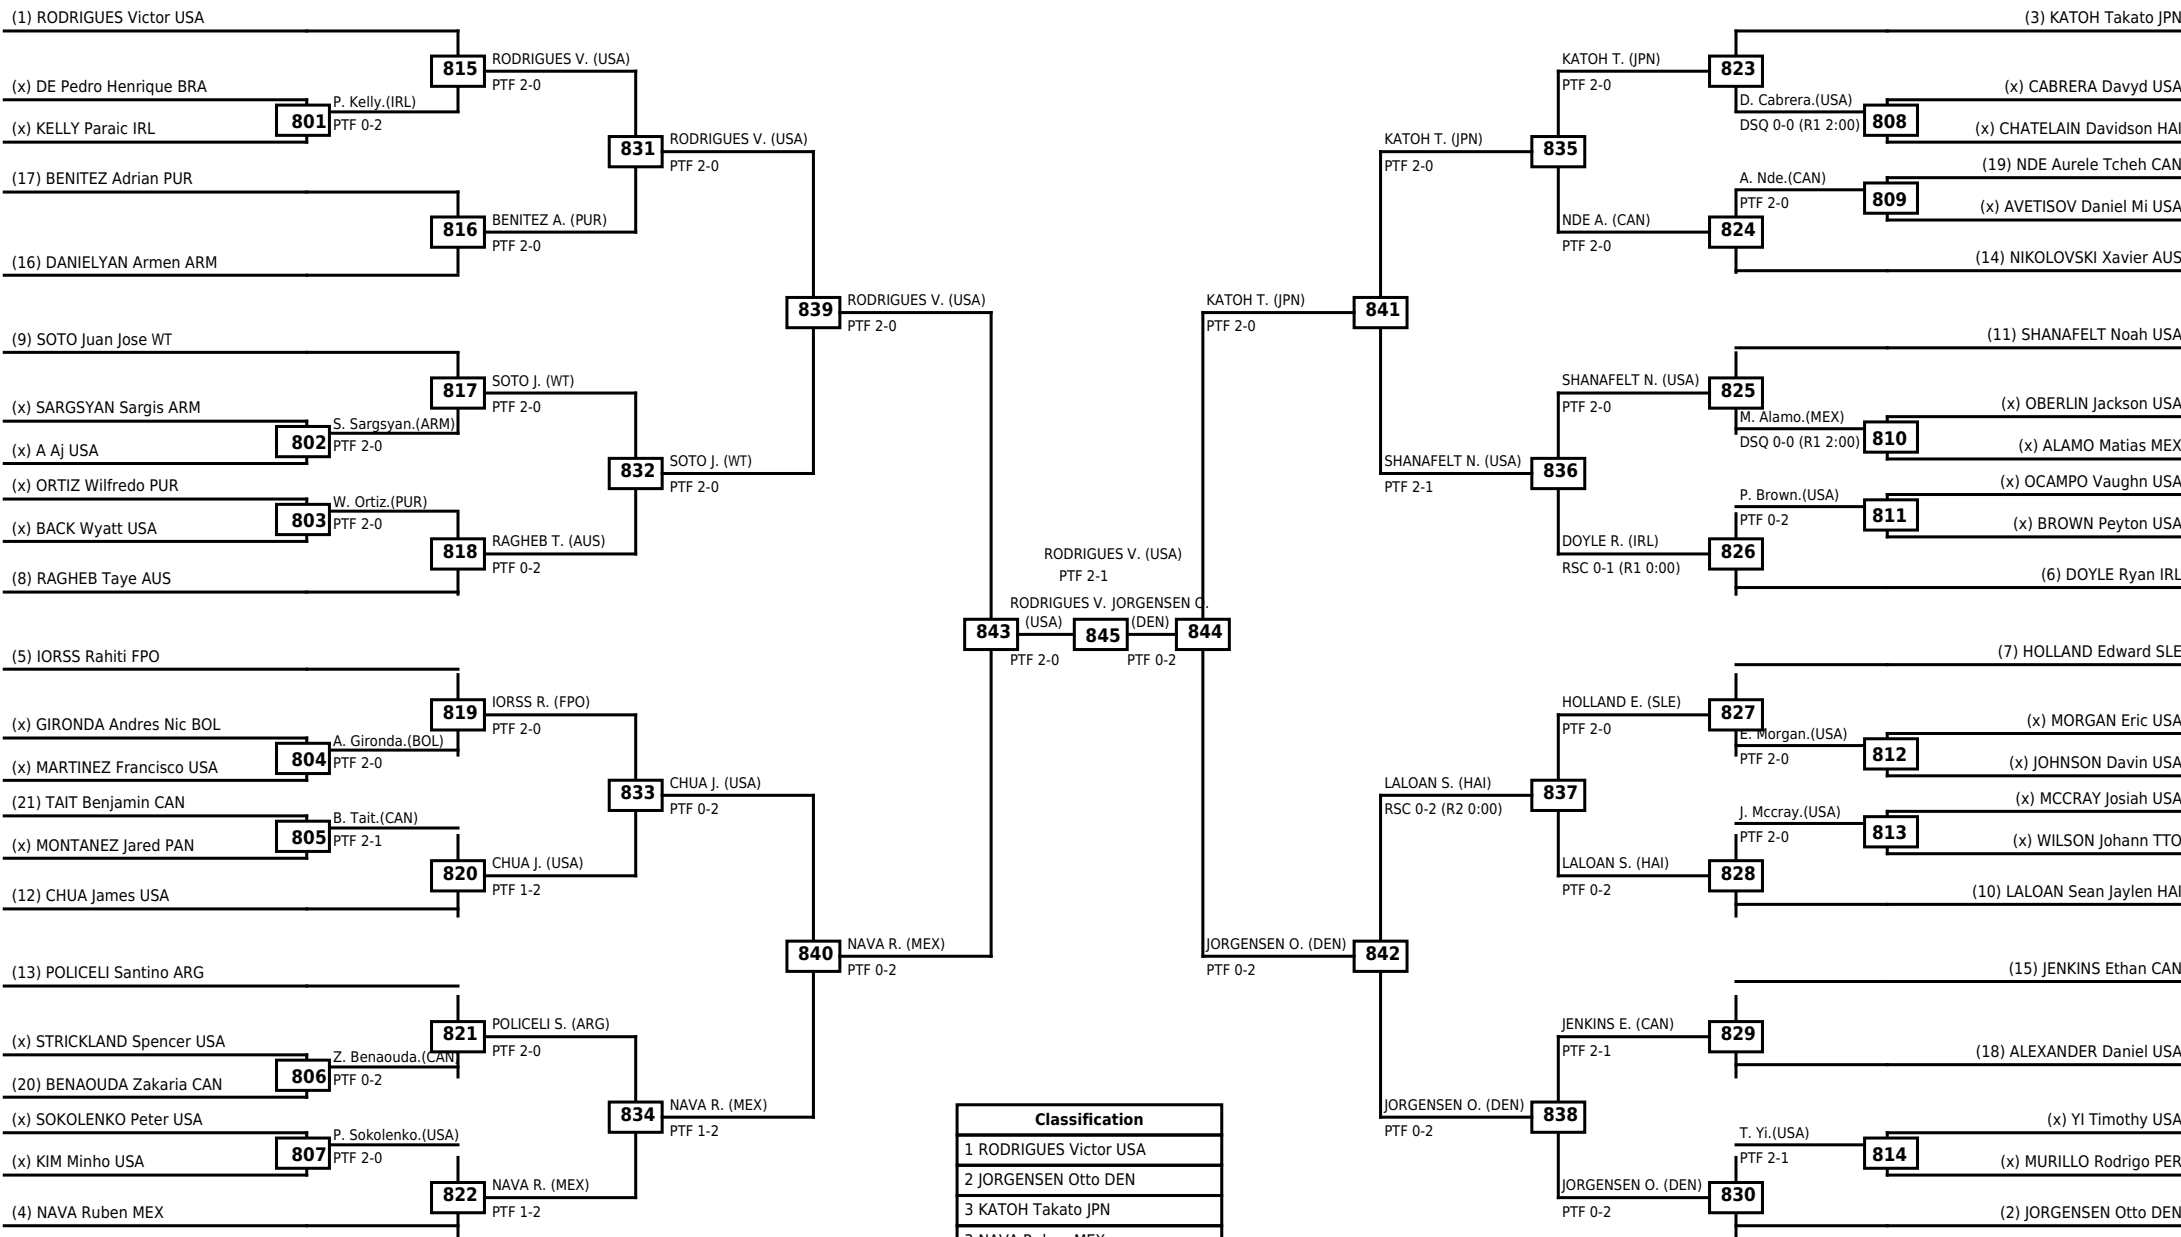 (1) RODRIGUES Victor USA
(x) DE Pedro Henrique BRA
801
P. Kelly.(IRL)
PTF 0-2
(x) KELLY Paraic IRL
815
RODRIGUES V. (USA)
PTF 2-0
(17) BENITEZ Adrian PUR
816
BENITEZ A. (PUR)
PTF 2-0
(16) DANIELYAN Armen ARM
831
RODRIGUES V. (USA)
PTF 2-0
(9) SOTO Juan Jose WT
817
SOTO J. (WT)
PTF 2-0
(x) SARGSYAN Sargis ARM
802
S. Sargsyan.(ARM)
PTF 2-0
(x) A Aj USA
(x) ORTIZ Wilfredo PUR
803
W. Ortiz.(PUR)
PTF 2-0
(x) BACK Wyatt USA
818
RAGHEB T. (AUS)
PTF 0-2
(8) RAGHEB Taye AUS
832
SOTO J. (WT)
PTF 2-0
839
RODRIGUES V. (USA)
PTF 2-0
(5) IORSS Rahiti FPO
819
IORSS R. (FPO)
PTF 2-0
(x) GIRONDA Andres Nic BOL
804
A. Gironda.(BOL)
PTF 2-0
(x) MARTINEZ Francisco USA
(21) TAIT Benjamin CAN
805
B. Tait.(CAN)
PTF 2-1
(x) MONTANEZ Jared PAN
820
CHUA J. (USA)
PTF 1-2
(12) CHUA James USA
833
CHUA J. (USA)
PTF 0-2
(13) POLICELI Santino ARG
821
POLICELI S. (ARG)
PTF 2-0
(x) STRICKLAND Spencer USA
806
Z. Benaouda.(CAN)
PTF 0-2
(20) BENAOUDA Zakaria CAN
(x) SOKOLENKO Peter USA
807
P. Sokolenko.(USA)
PTF 2-0
(x) KIM Minho USA
822
NAVA R. (MEX)
PTF 1-2
(4) NAVA Ruben MEX
834
NAVA R. (MEX)
PTF 1-2
840
NAVA R. (MEX)
PTF 0-2
RODRIGUES V. (USA)
PTF 2-1
843
RODRIGUES V.
(USA)
PTF 2-0
845
JORGENSEN O.
(DEN)
PTF 0-2
844
KATOH T. (JPN)
PTF 2-0
841
JORGENSEN O. (DEN)
PTF 0-2
842
KATOH T. (JPN)
PTF 2-0
835
SHANAFELT N. (USA)
PTF 2-1
836
LALOAN S. (HAI)
RSC 0-2 (R2 0:00)
837
JORGENSEN O. (DEN)
PTF 0-2
838
(3) KATOH Takato JPN
KATOH T. (JPN)
PTF 2-0
823
(x) CABRERA Davyd USA
D. Cabrera.(USA)
DSQ 0-0 (R1 2:00)
808
(x) CHATELAIN Davidson HAI
(19) NDE Aurele Tcheh CAN
A. Nde.(CAN)
PTF 2-0
809
(x) AVETISOV Daniel Mi USA
NDE A. (CAN)
PTF 2-0
824
(14) NIKOLOVSKI Xavier AUS
(11) SHANAFELT Noah USA
SHANAFELT N. (USA)
PTF 2-0
825
(x) OBERLIN Jackson USA
M. Alamo.(MEX)
DSQ 0-0 (R1 2:00)
810
(x) ALAMO Matias MEX
(x) OCAMPO Vaughn USA
P. Brown.(USA)
PTF 0-2
811
(x) BROWN Peyton USA
DOYLE R. (IRL)
RSC 0-1 (R1 0:00)
826
(6) DOYLE Ryan IRL
(7) HOLLAND Edward SLE
HOLLAND E. (SLE)
PTF 2-0
827
(x) MORGAN Eric USA
E. Morgan.(USA)
PTF 2-0
812
(x) JOHNSON Davin USA
(x) MCCRAY Josiah USA
J. Mccray.(USA)
PTF 2-0
813
(x) WILSON Johann TTO
LALOAN S. (HAI)
PTF 0-2
828
(10) LALOAN Sean Jaylen HAI
(15) JENKINS Ethan CAN
JENKINS E. (CAN)
PTF 2-1
829
(18) ALEXANDER Daniel USA
(x) YI Timothy USA
T. Yi.(USA)
PTF 2-1
814
(x) MURILLO Rodrigo PER
JORGENSEN O. (DEN)
PTF 0-2
830
(2) JORGENSEN Otto DEN
Classification
1 RODRIGUES Victor USA
2 JORGENSEN Otto DEN
3 KATOH Takato JPN